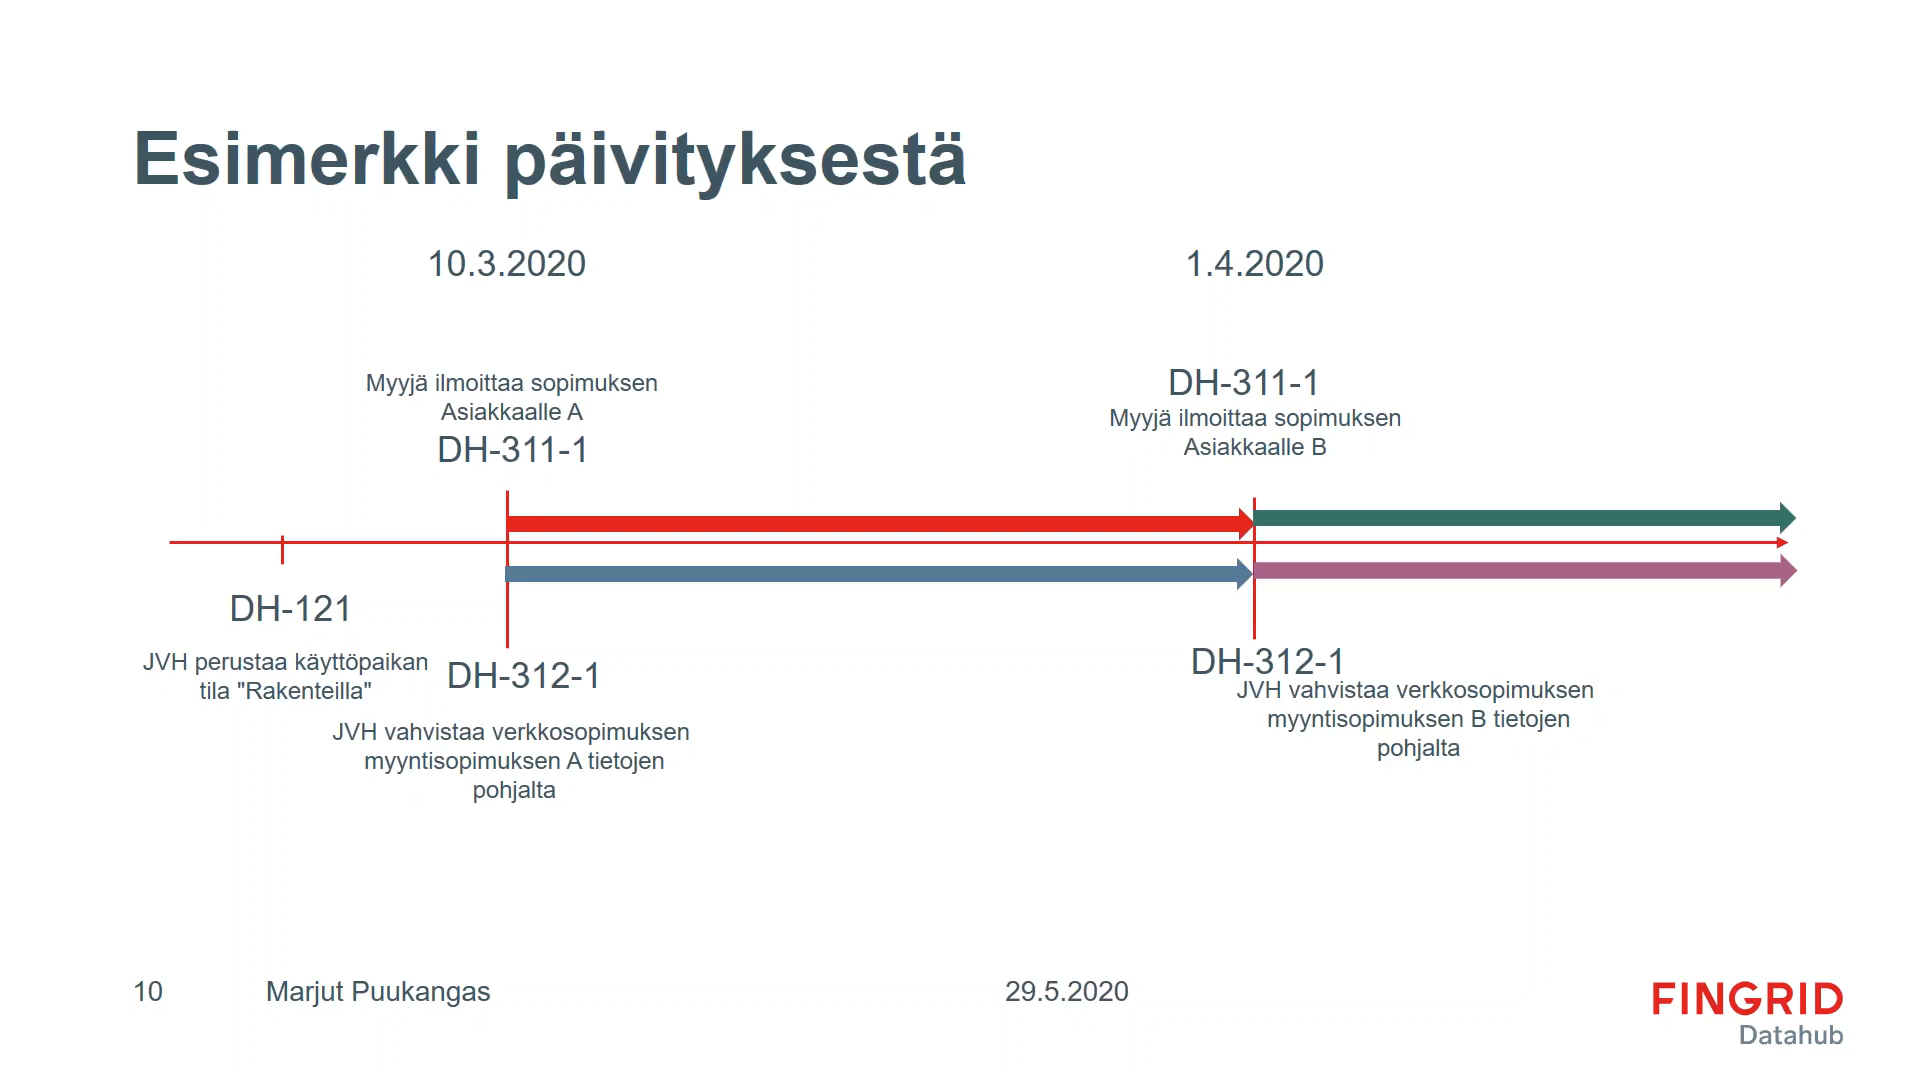 Esimerkki päivityksestä
10.3.2020
1.4.2020
Myyjä ilmoittaa sopimuksen
Asiakkaalle A
DH-311-1
DH-311-1
Myyjä ilmoittaa sopimuksen
Asiakkaalle B
DH-121
JVH perustaa käyttöpaikan
tila "Rakenteilla"
DH-312-1
JVH vahvistaa verkkosopimuksen
myyntisopimuksen A tietojen
pohjalta
DH-312-1
JVH vahvistaa verkkosopimuksen
myyntisopimuksen B tietojen
pohjalta
10
Marjut Puukangas
29.5.2020
FINGRID
Datahub